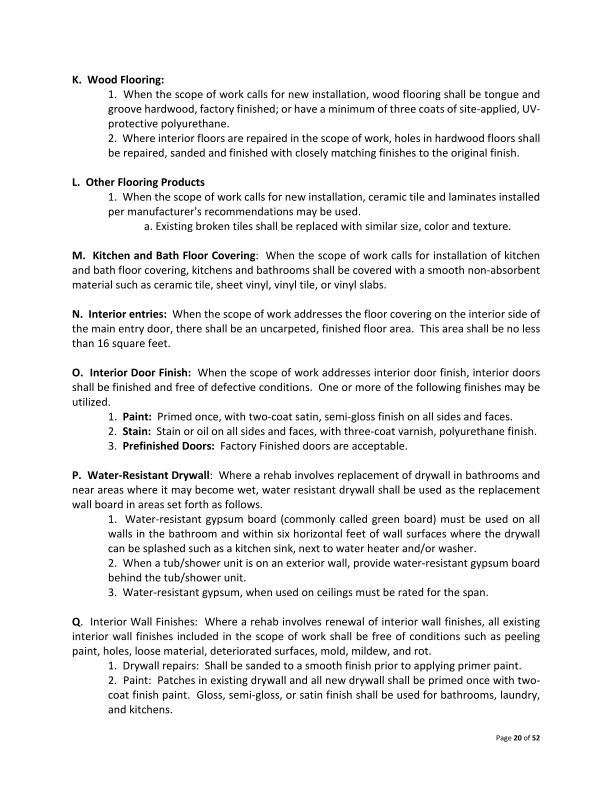 K.  Wood Flooring:
1.  When the scope of work calls for new installation, wood flooring shall be tongue and
groove hardwood, factory finished; or have a minimum of three coats of site-applied, UV-
protective polyurethane.
2.  Where interior floors are repaired in the scope of work, holes in hardwood floors shall
be repaired, sanded and finished with closely matching finishes to the original finish.
L.  Other Flooring Products
1.  When the scope of work calls for new installation, ceramic tile and laminates installed
per manufacturer's recommendations may be used.
a. Existing broken tiles shall be replaced with similar size, color and texture.
M.  Kitchen and Bath Floor Covering:  When the scope of work calls for installation of kitchen
and bath floor covering, kitchens and bathrooms shall be covered with a smooth non-absorbent
material such as ceramic tile, sheet vinyl, vinyl tile, or vinyl slabs.
N.  Interior entries:  When the scope of work addresses the floor covering on the interior side of
the main entry door, there shall be an uncarpeted, finished floor area.  This area shall be no less
than 16 square feet.
O.  Interior Door Finish:  When the scope of work addresses interior door finish, interior doors
shall be finished and free of defective conditions.  One or more of the following finishes may be
utilized.
1.  Paint:  Primed once, with two-coat satin, semi-gloss finish on all sides and faces.
2.  Stain:  Stain or oil on all sides and faces, with three-coat varnish, polyurethane finish.
3.  Prefinished Doors:  Factory Finished doors are acceptable.
P.  Water-Resistant Drywall:  Where a rehab involves replacement of drywall in bathrooms and
near areas where it may become wet, water resistant drywall shall be used as the replacement
wall board in areas set forth as follows.
1.  Water-resistant gypsum board (commonly called green board) must be used on all
walls in the bathroom and within six horizontal feet of wall surfaces where the drywall
can be splashed such as a kitchen sink, next to water heater and/or washer.
2.  When a tub/shower unit is on an exterior wall, provide water-resistant gypsum board
behind the tub/shower unit.
3.  Water-resistant gypsum, when used on ceilings must be rated for the span.
Q.  Interior Wall Finishes:  Where a rehab involves renewal of interior wall finishes, all existing
interior wall finishes included in the scope of work shall be free of conditions such as peeling
paint, holes, loose material, deteriorated surfaces, mold, mildew, and rot.
1.  Drywall repairs:  Shall be sanded to a smooth finish prior to applying primer paint.
2.  Paint:  Patches in existing drywall and all new drywall shall be primed once with two-
coat finish paint.  Gloss, semi-gloss, or satin finish shall be used for bathrooms, laundry,
and kitchens.
Page 20 of 52